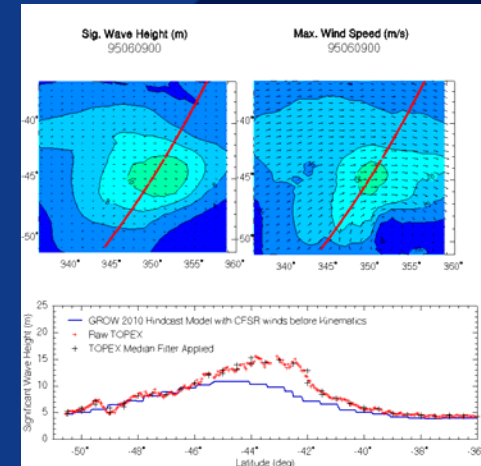 Sig. Wave Height (m)
95060900
Max. Wind Speed (m/s)
95060900
-40°
-45°
-50°
340° 345° 350° 355° 360°
-40°
-45°
-50°
340° 345° 350° 355° 360°
25
20
15
10
5
0
Significant Wave Height (m)
GROW 2010 Hindcast Model with CFSR winds before Kinematics
Raw TOPEX
TOPEX Median Filter Applied
-50° -48° -46° -44° -42° -40° -38° -36
Latitude (deg)